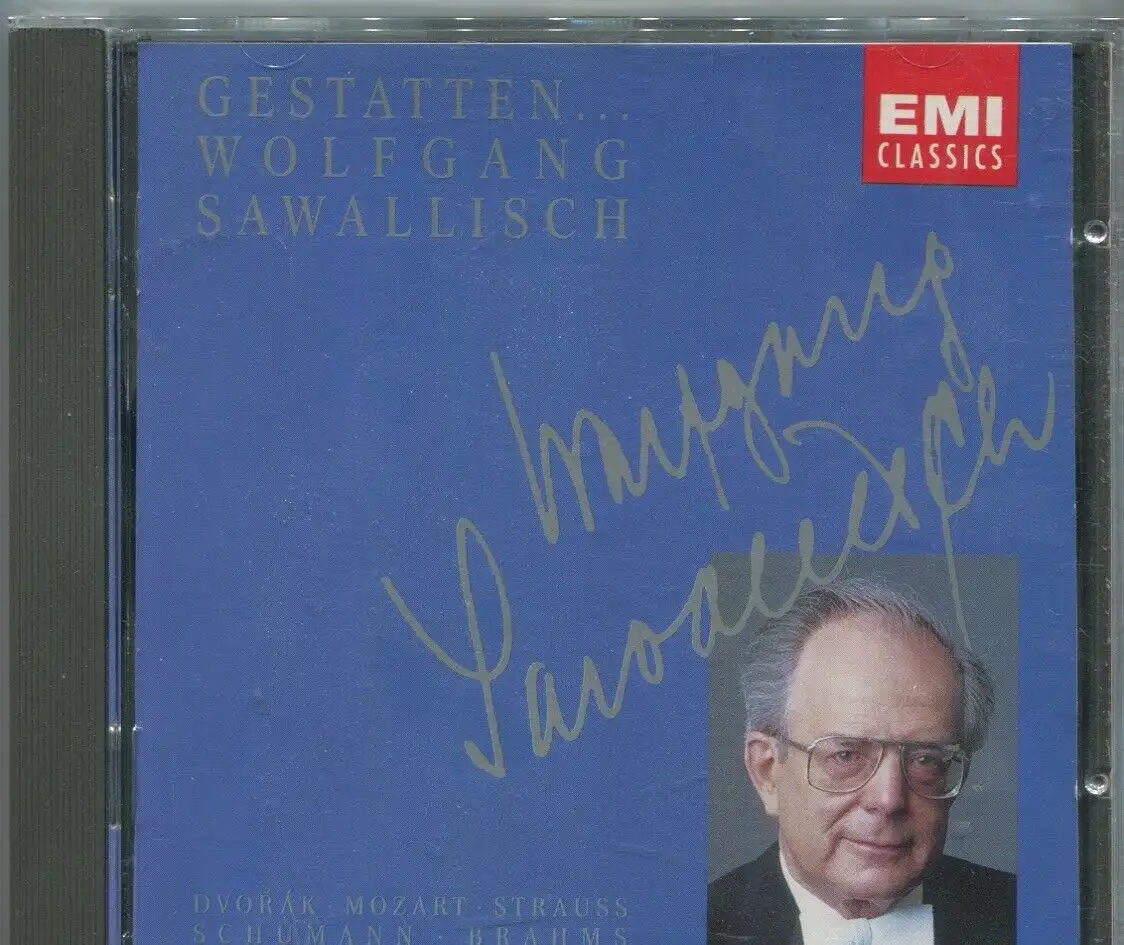 GESTATTEN...
WOLFGANG
SAWALLISCH
EMI
CLASSICS
Wolfgang
Sawallisch
DVOŘÁK · MOZART · STRAUSS
SCHUMANN · BRAHMS